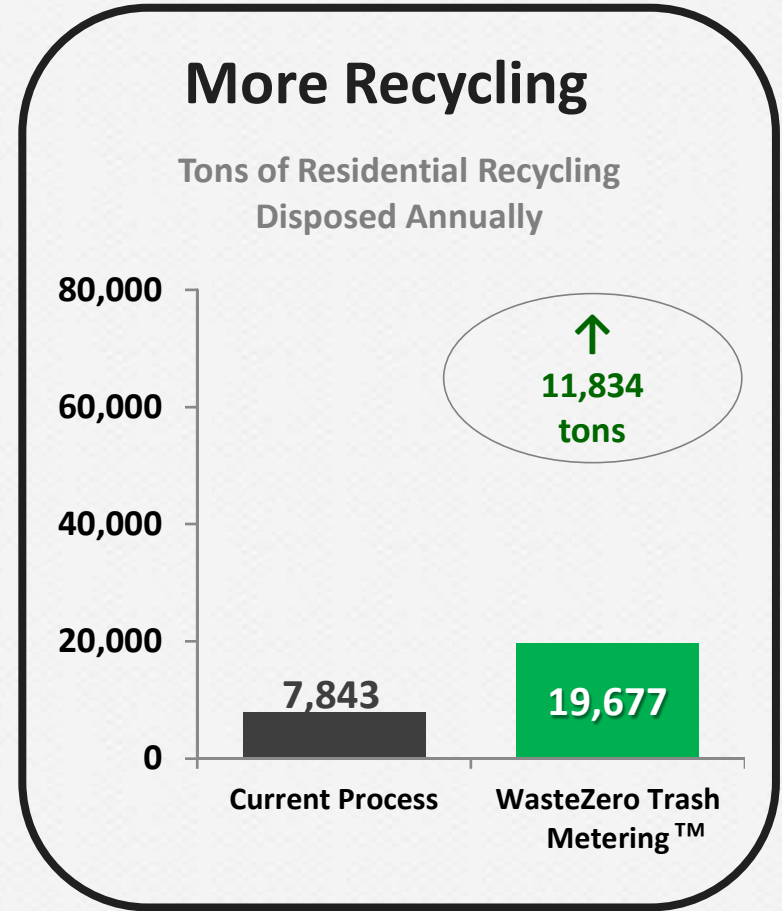 More Recycling
Tons of Residential Recycling
Disposed Annually
80,000
60,000
40,000
20,000
0
↑
11,834
tons
7,843
19,677
Current Process
WasteZero Trash
Metering™